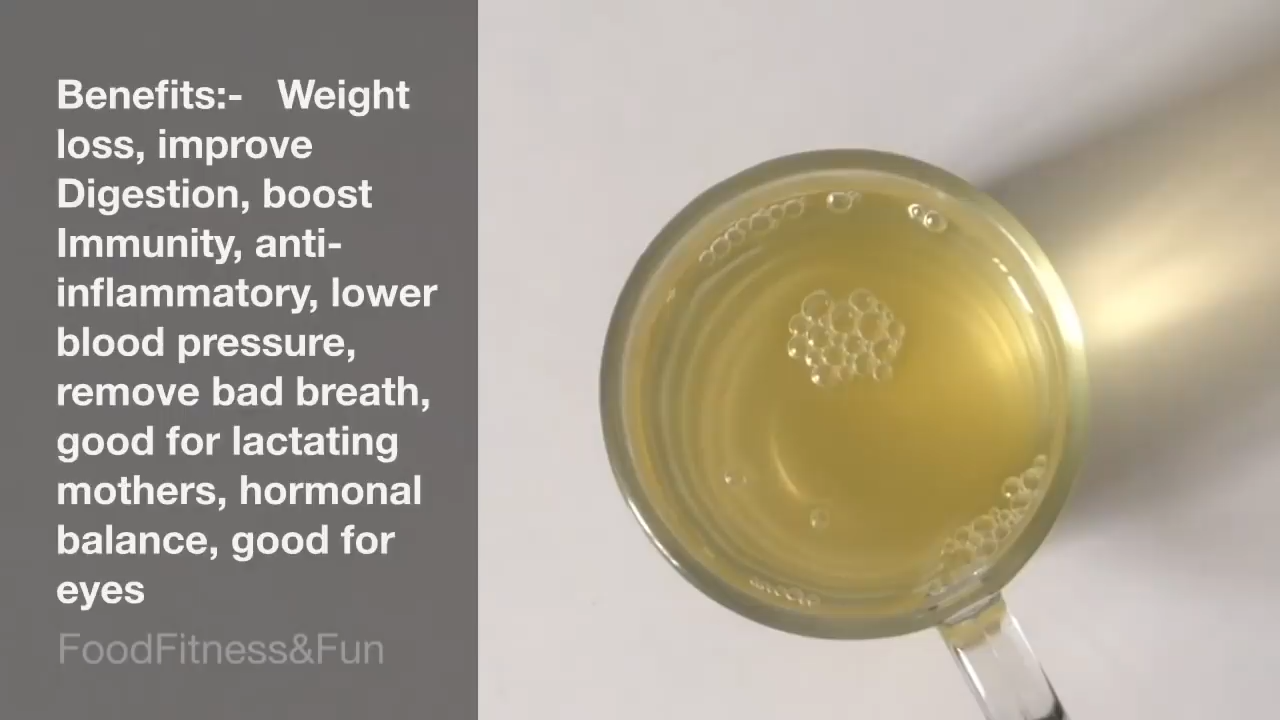 Benefits:-   Weight
loss, improve
Digestion, boost
Immunity, anti-
inflammatory, lower
blood pressure,
remove bad breath,
good for lactating
mothers, hormonal
balance, good for
eyes
FoodFitness&Fun